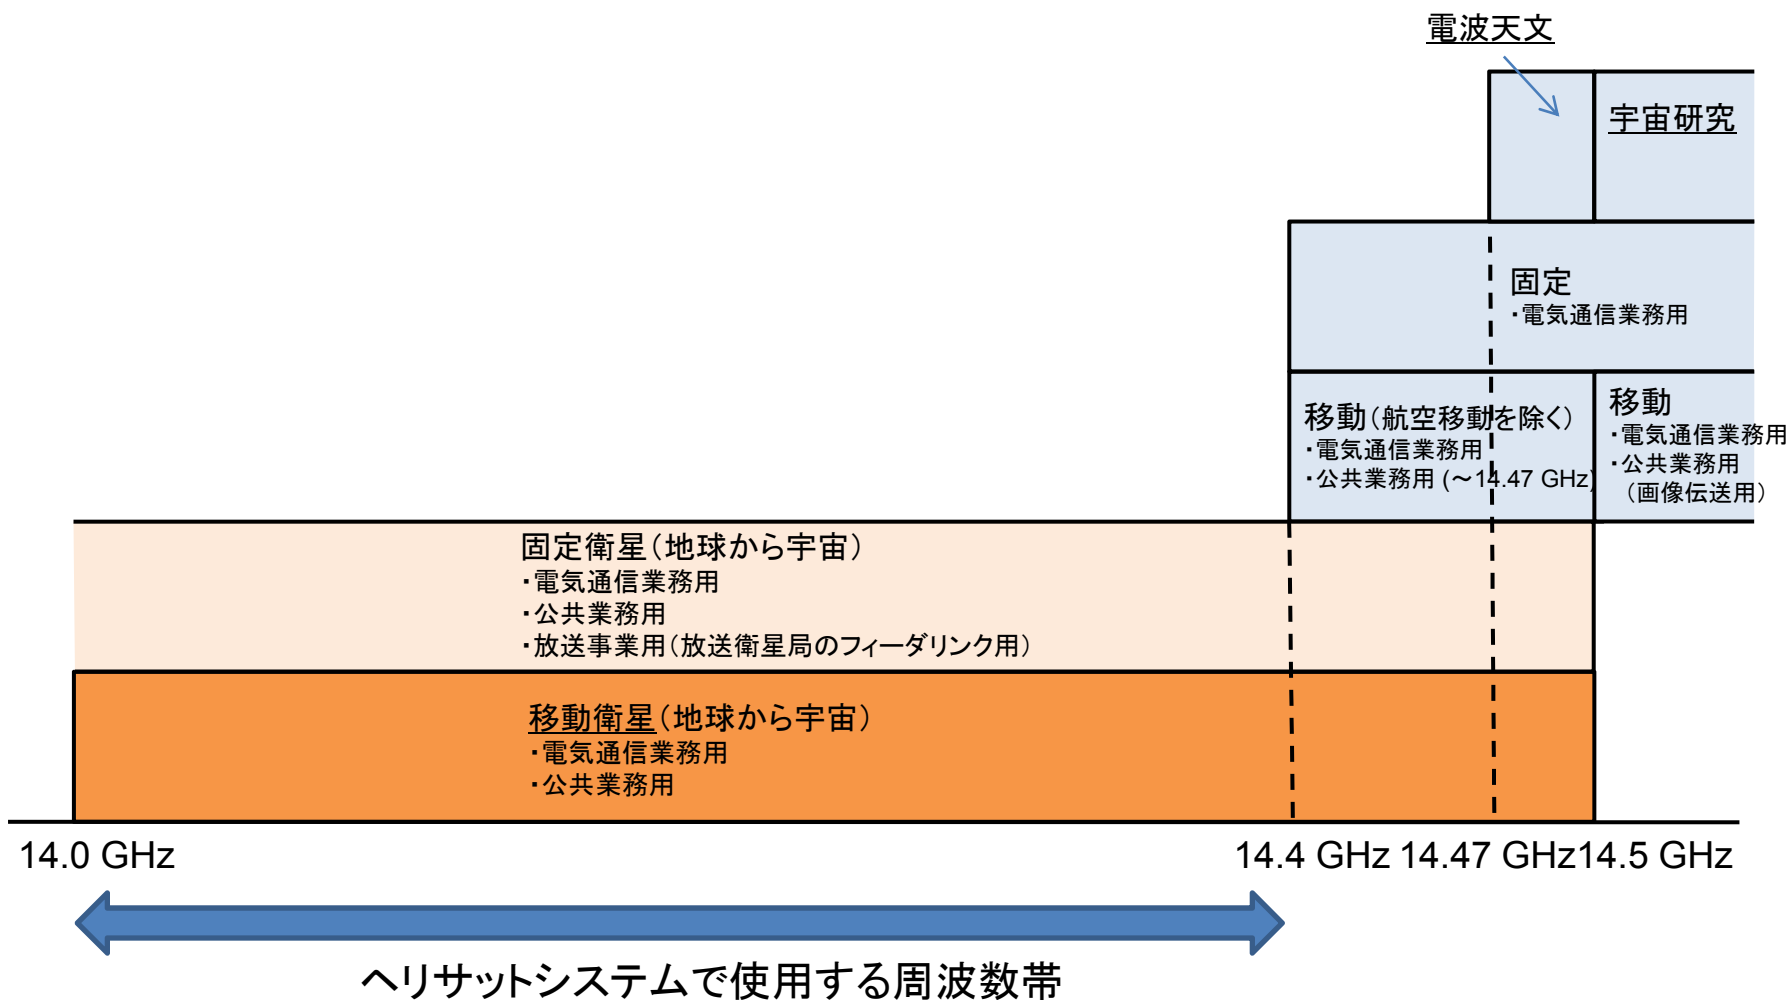 電波天文
宇宙研究
固定
・電気通信業務用
移動（航空移動を除く）
・電気通信業務用
・公共業務用 (～14.47 GHz)
移動
・電気通信業務用
・公共業務用
（画像伝送用）
固定衛星（地球から宇宙）
・電気通信業務用
・公共業務用
・放送事業用（放送衛星局のフィーダリンク用）
移動衛星（地球から宇宙）
・電気通信業務用
・公共業務用
14.0 GHz 14.4 GHz 14.47 GHz 14.5 GHz
ヘリサットシステムで使用する周波数帯